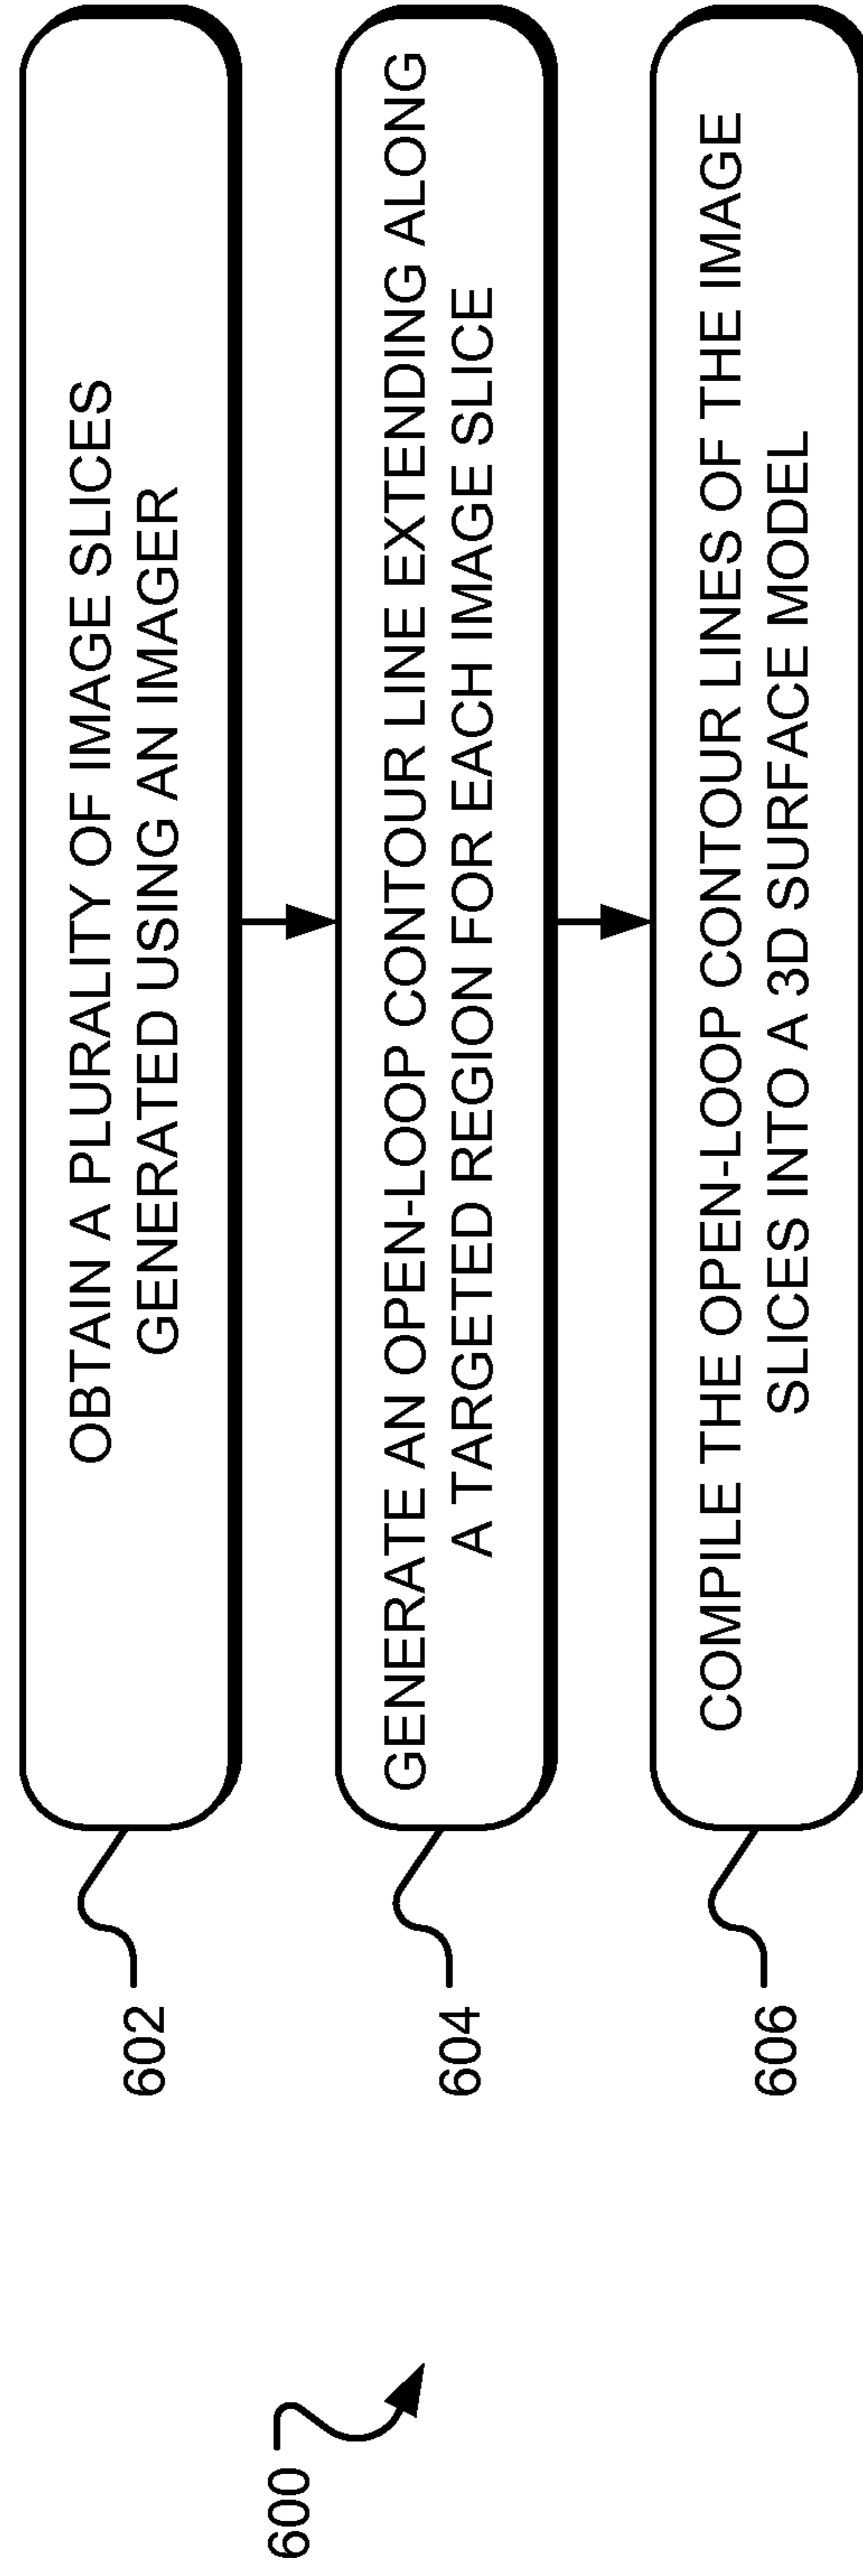 600
602
OBTAIN A PLURALITY OF IMAGE SLICES
GENERATED USING AN IMAGER
604
GENERATE AN OPEN-LOOP CONTOUR LINE EXTENDING ALONG
A TARGETED REGION FOR EACH IMAGE SLICE
606
COMPILE THE OPEN-LOOP CONTOUR LINES OF THE IMAGE
SLICES INTO A 3D SURFACE MODEL